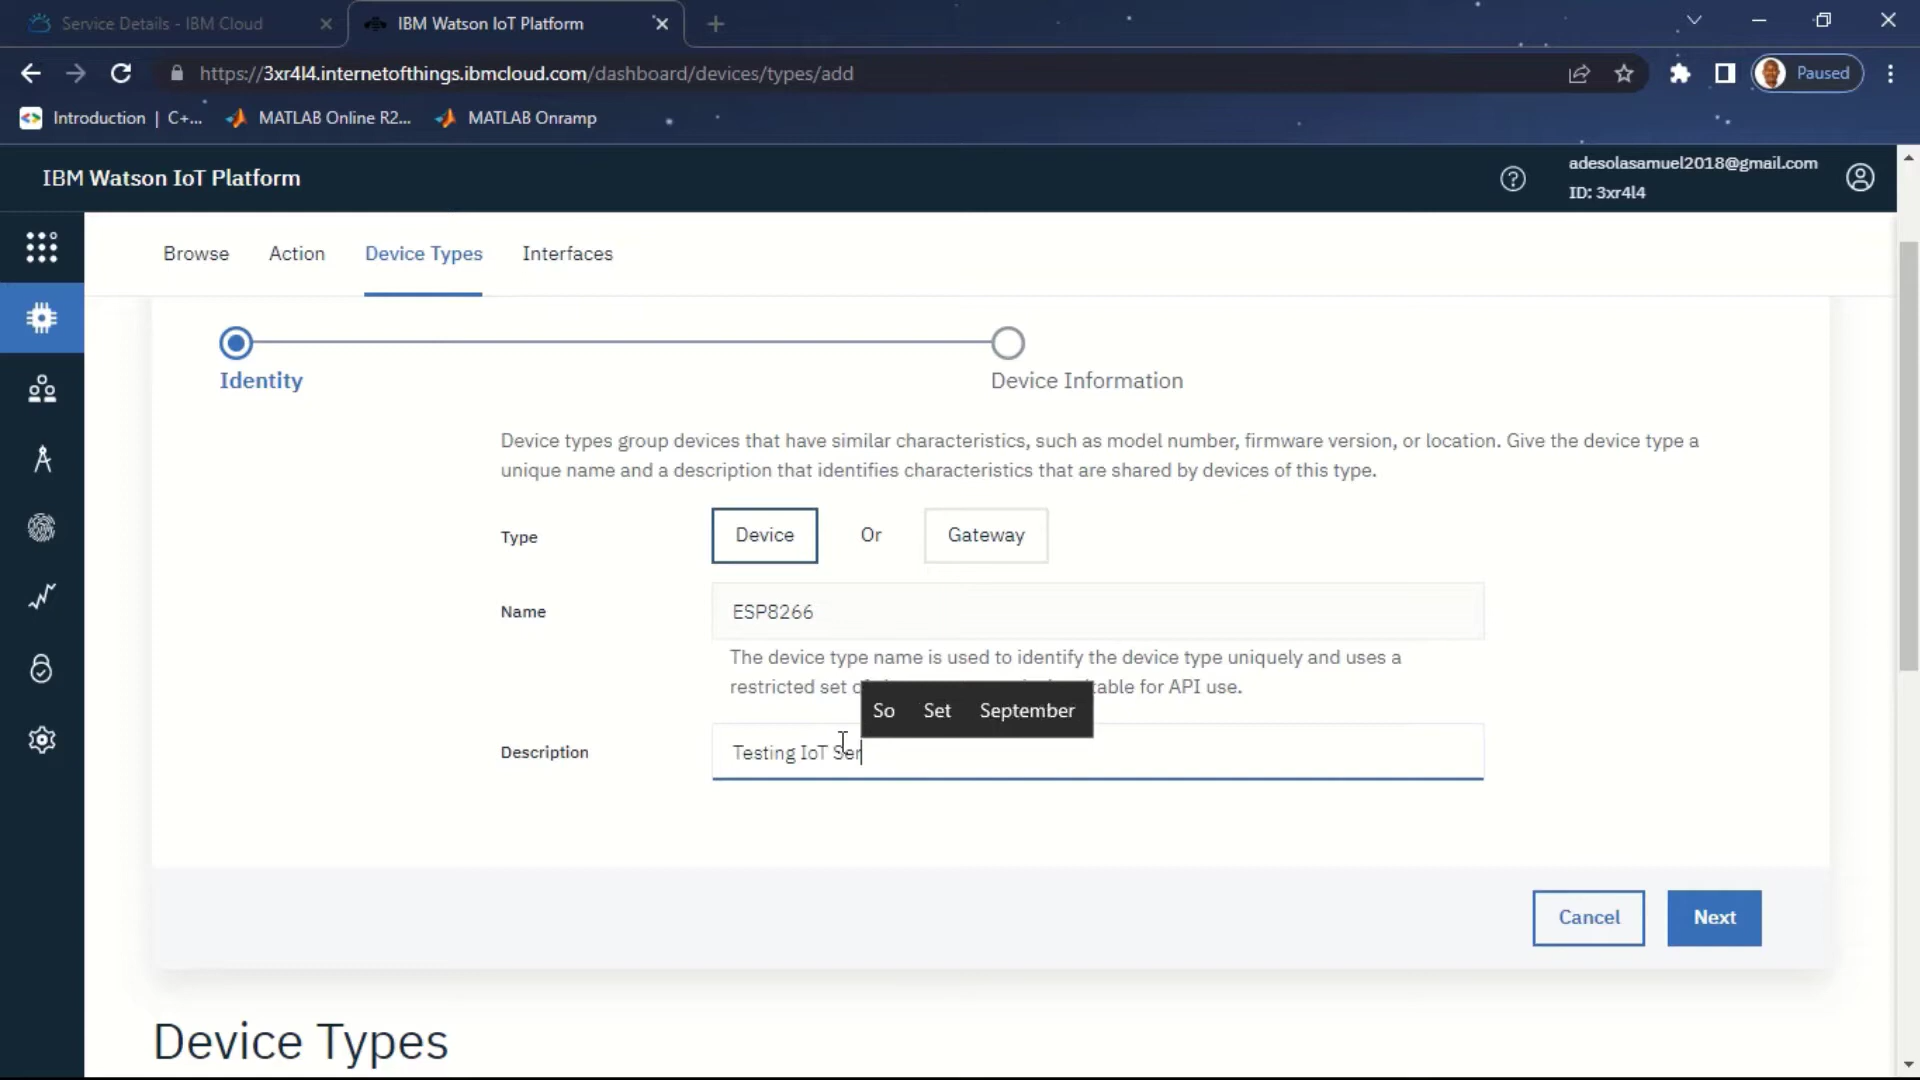 Service Details - IBM Cloud
IBM Watson IoT Platform
https://3xr4l4.internetofthings.ibmcloud.com/dashboard/devices/types/add
Paused
Introduction | C+...
MATLAB Online R2...
MATLAB Onramp
IBM Watson IoT Platform
adesolasamuel2018@gmail.com
ID: 3xr4l4
Browse
Action
Device Types
Interfaces
Identity
Device Information
Device types group devices that have similar characteristics, such as model number, firmware version, or location. Give the device type a
unique name and a description that identifies characteristics that are shared by devices of this type.
Type
Device
Or
Gateway
Name
ESP8266
The device type name is used to identify the device type uniquely and uses a
restricted set of for API use.
So Set September
Description
Testing IoT Ser
Cancel
Next
Device Types